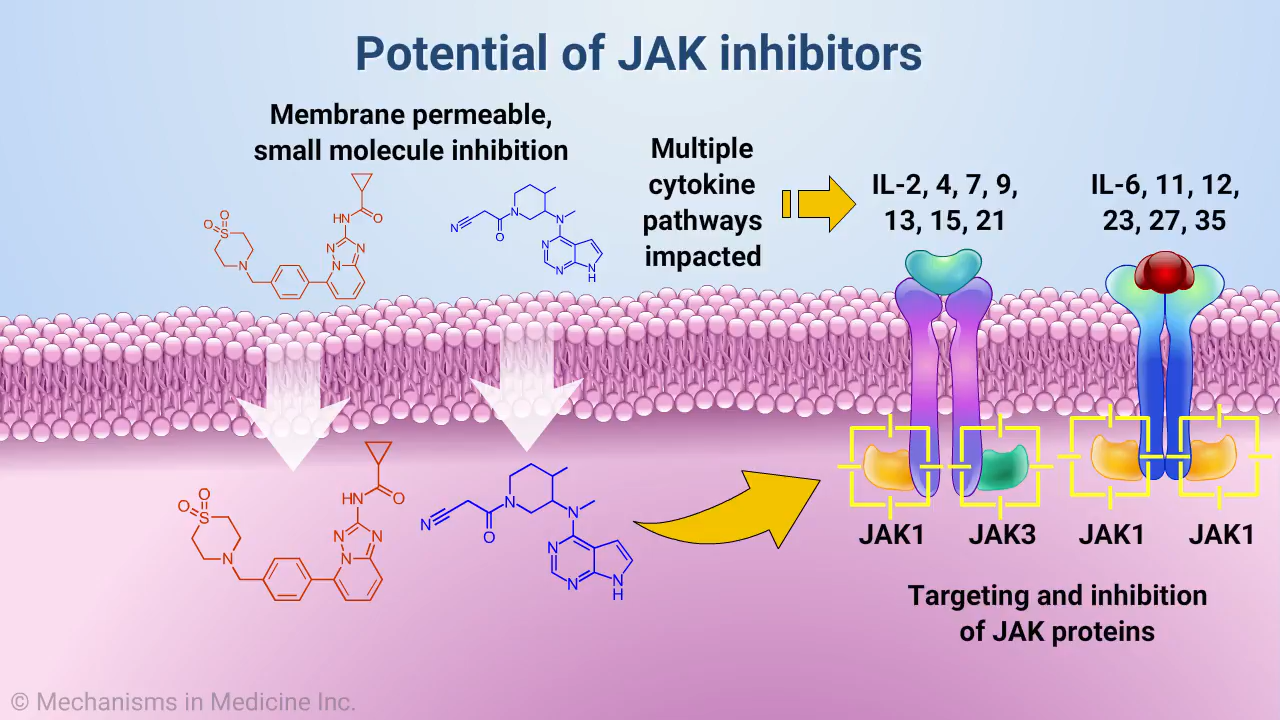 Potential of JAK inhibitors
Membrane permeable,
small molecule inhibition
Multiple
cytokine
pathways
impacted
IL-2, 4, 7, 9,
13, 15, 21
IL-6, 11, 12,
23, 27, 35
O
O
S
N
HN
O
N
N
N
N
N
O
N
N
N
N
H
O
O
S
N
HN
O
N
N
N
N
N
O
N
N
N
N
H
JAK1
JAK3
JAK1
JAK1
Targeting and inhibition
of JAK proteins
© Mechanisms in Medicine Inc.